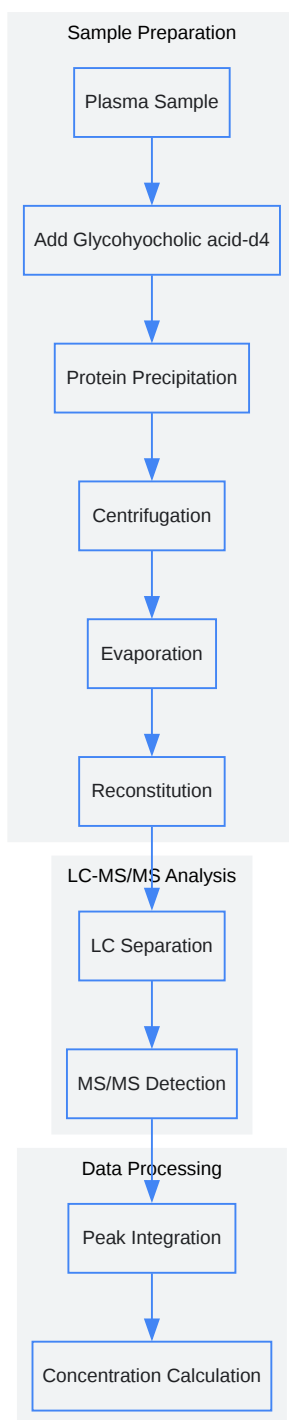 Sample Preparation
Plasma Sample
Add Glycohyocholic acid-d4
Protein Precipitation
Centrifugation
Evaporation
Reconstitution
LC-MS/MS Analysis
LC Separation
MS/MS Detection
Data Processing
Peak Integration
Concentration Calculation